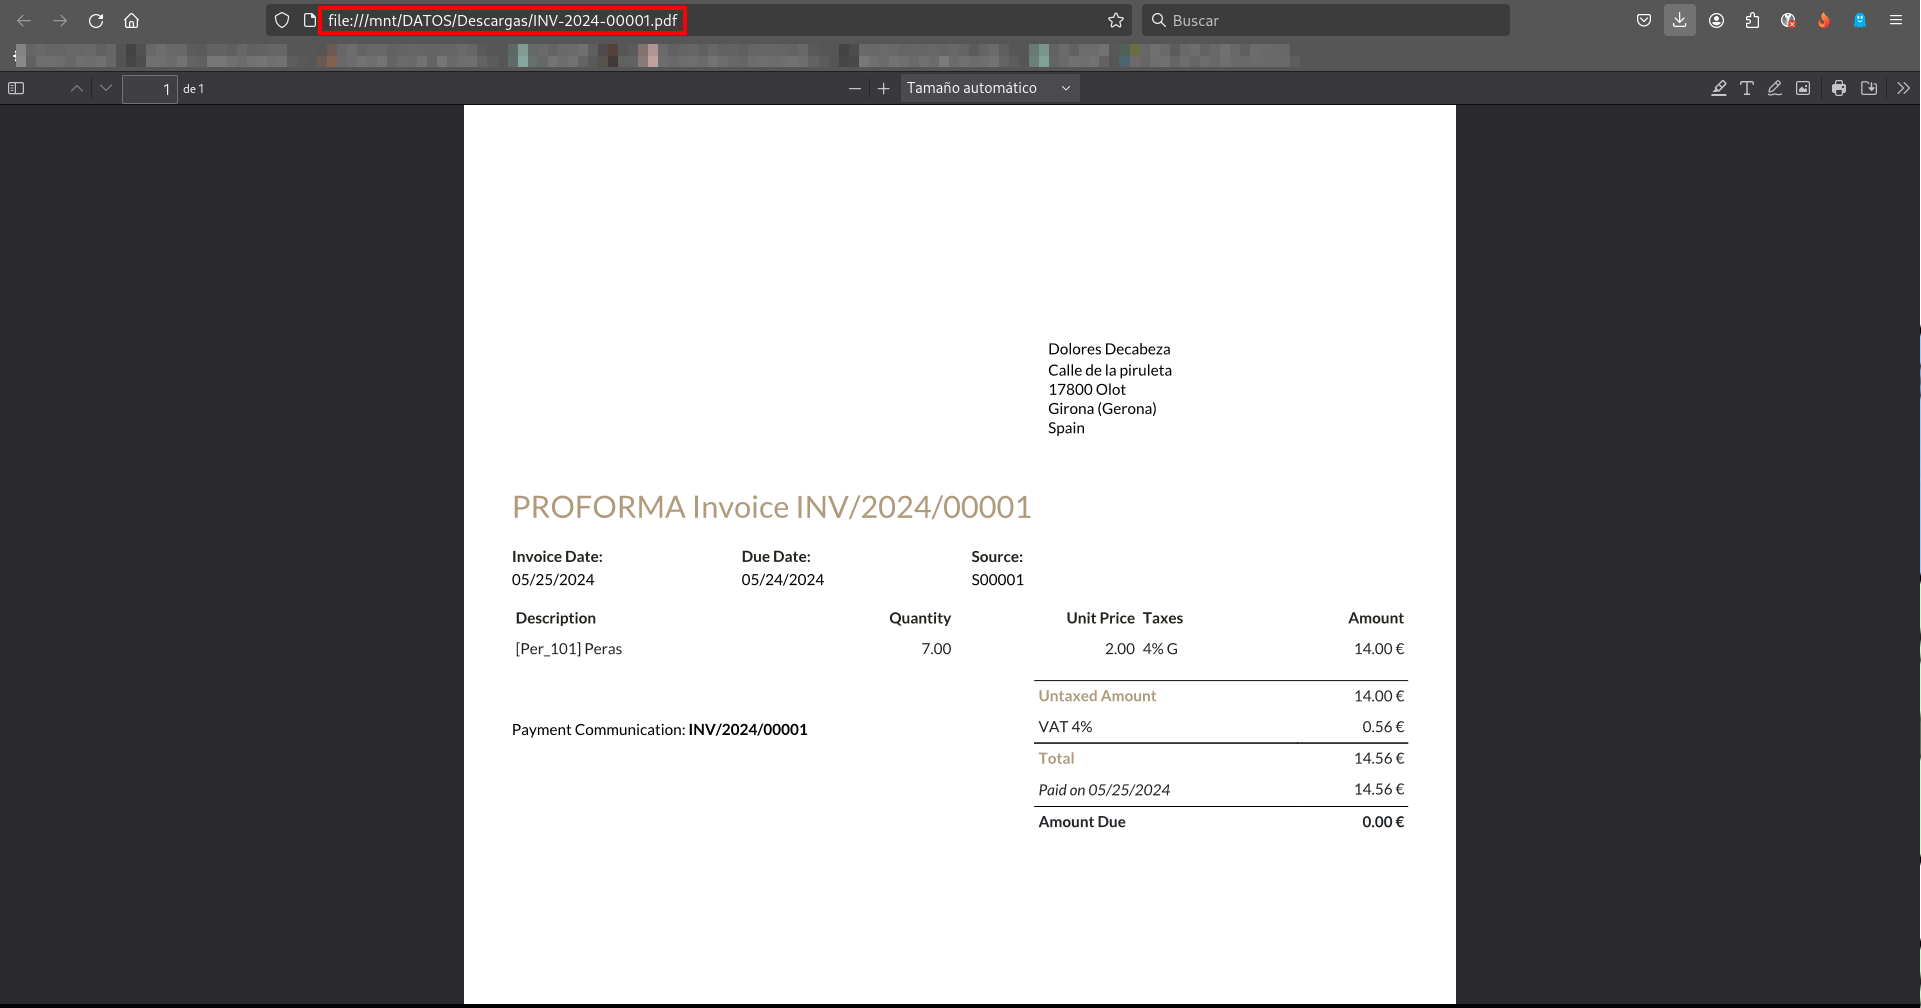 file:///mnt/DATOS/Descargas/INV-2024-00001.pdf
Buscar
1 de 1
Tamaño automático
Dolores Decabeza
Calle de la piruleta
17800 Olot
Girona (Gerona)
Spain
PROFORMA Invoice INV/2024/00001
Invoice Date: Due Date: Source:
05/25/2024 05/24/2024 S00001
Description Quantity Unit Price Taxes Amount
[Per_101] Peras 7.00 2.00 4% G 14.00 €
Untaxed Amount 14.00 €
Payment Communication: INV/2024/00001
VAT 4% 0.56 €
Total 14.56 €
Paid on 05/25/2024 14.56 €
Amount Due 0.00 €